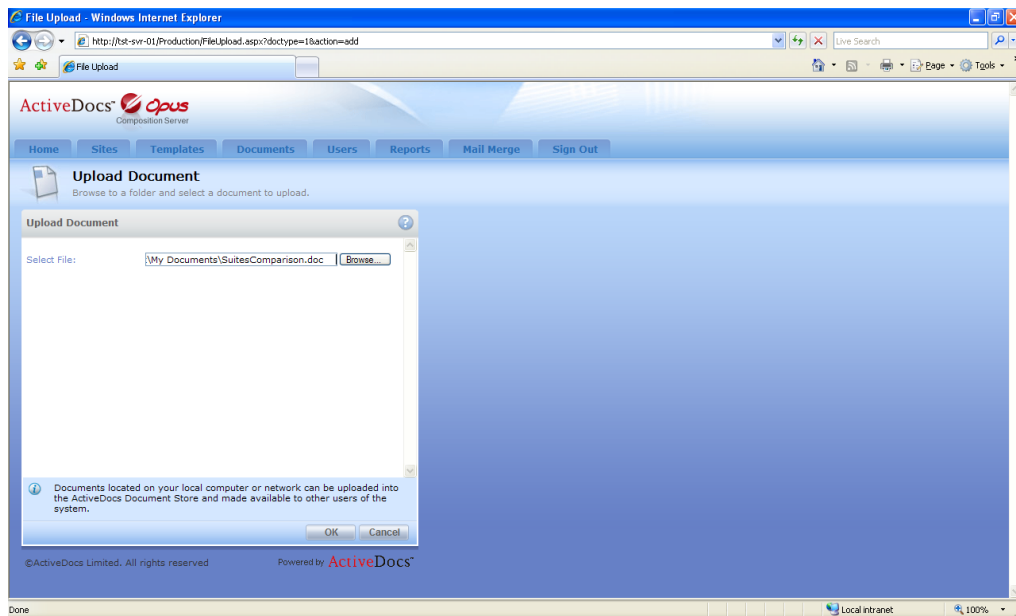 File Upload - Windows Internet Explorer
http://tst-svr-01/Production/FileUpload.aspx?doctype=1&action=add
Live Search
File Upload
Page
Tools
ActiveDocs Opus
Composition Server
Home Sites Templates Documents Users Reports Mail Merge Sign Out
Upload Document
Browse to a folder and select a document to upload.
Upload Document
Select File: :\My Documents\SuitesComparison.doc Browse...
Documents located on your local computer or network can be uploaded into
the ActiveDocs Document Store and made available to other users of the
system.
OK Cancel
©ActiveDocs Limited. All rights reserved Powered by ActiveDocs™
Done Local intranet 100%